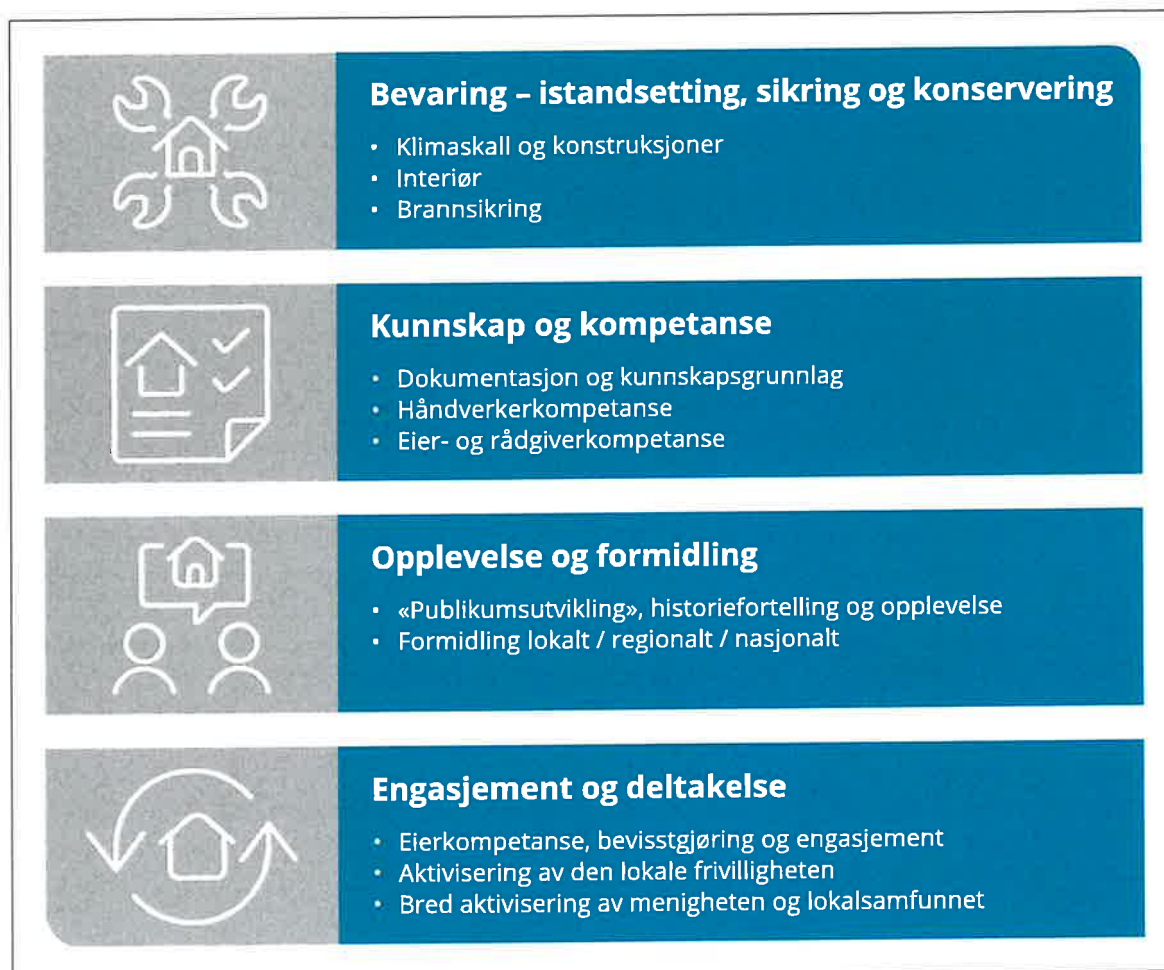 Bevaring – istandsetting, sikring og konservering
• Klimaskall og konstruksjoner
• Interiør
• Brannsikring
Kunnskap og kompetanse
• Dokumentasjon og kunnskapsgrunnlag
• Håndverkerkompetanse
• Eier- og rådgiverkompetanse
Opplevelse og formidling
• «Publikumsutvikling», historiefortelling og opplevelse
• Formidling lokalt / regionalt / nasjonalt
Engasjement og deltakelse
• Eierkompetanse, bevisstgjøring og engasjement
• Aktivisering av den lokale frivilligheten
• Bred aktivisering av menigheten og lokalsamfunnet